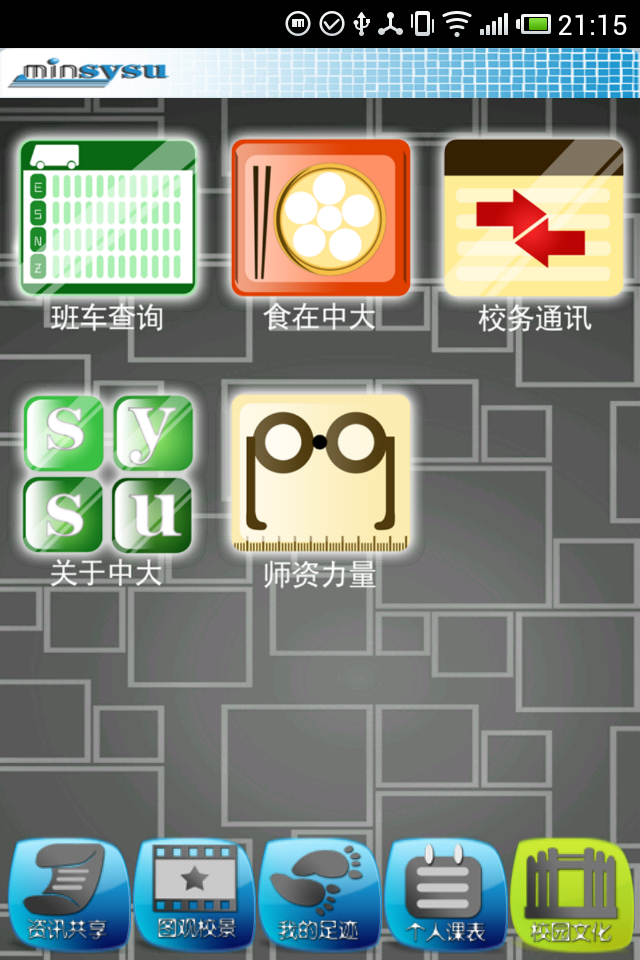 21:15
minsysu
E
S
N
Z
班车查询
食在中大
校务通讯
s y
s u
关于中大
师资力量
资讯共享
图观校景
我的足迹
个人课表
校园文化